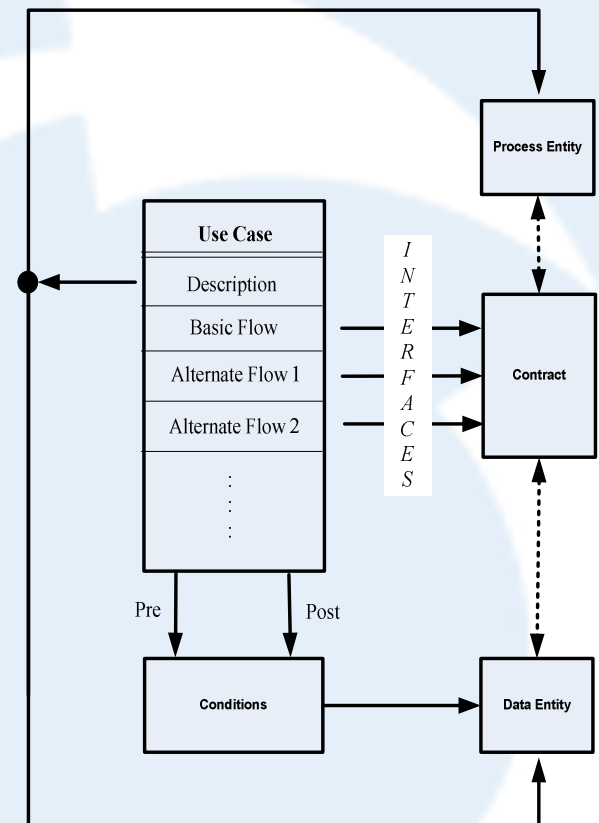 Process Entity
Use Case
Description
Basic Flow
Alternate Flow 1
Alternate Flow 2
:
:
:
INTERFACES
Contract
Pre
Post
Conditions
Data Entity